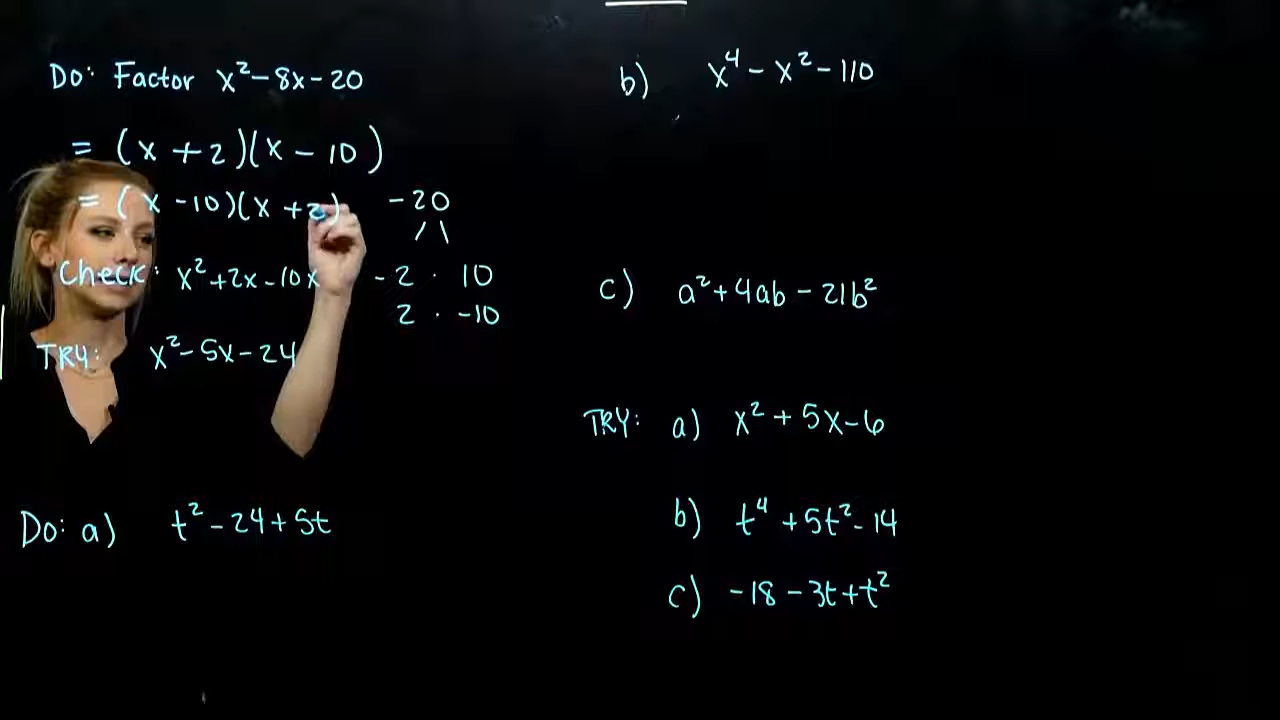 Do: Factor x² - 8x - 20
= (x + 2)(x - 10)
= (x - 10)(x + 2)
-20
Check: x² + 2x - 10x
-2 · 10
2 · -10
TRY: x² - 5x - 24
Do: a) t² - 24 + 5t
b) x⁴ - x² - 110
c) a² + 4ab - 21b²
TRY: a) x² + 5x - 6
b) t⁴ + 5t² - 14
c) -18 - 3t + t²